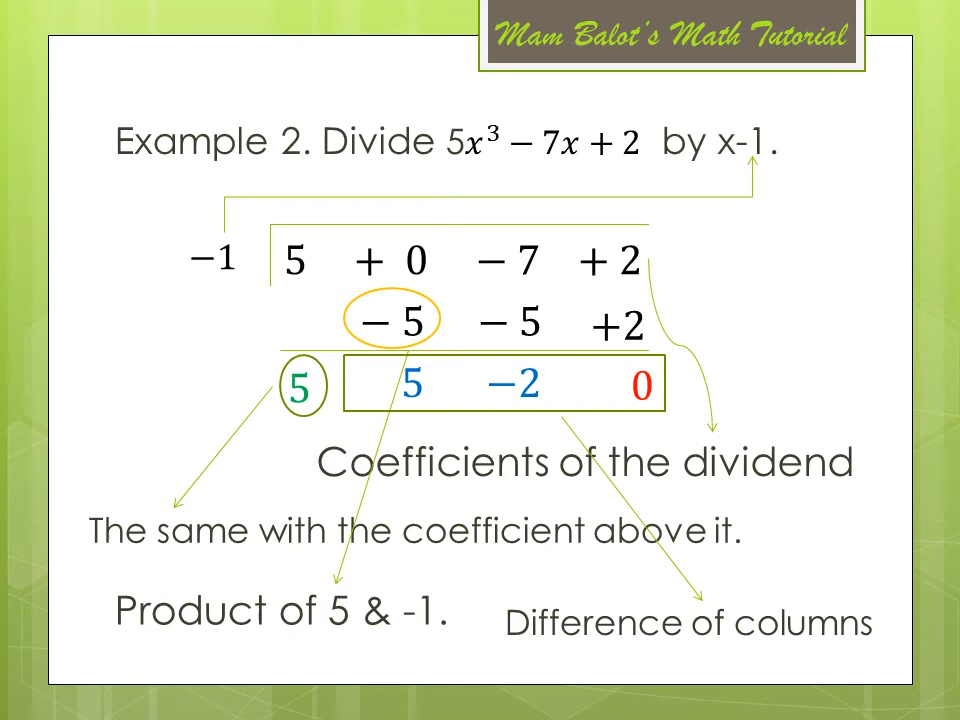 Mam Balot's Math Tutorial
Example 2. Divide 5𝑥³ − 7𝑥 + 2 by x-1.
−1 5 + 0 − 7 + 2
− 5 − 5 +2
5 5 −2 0
Coefficients of the dividend
The same with the coefficient above it.
Product of 5 & -1.
Difference of columns